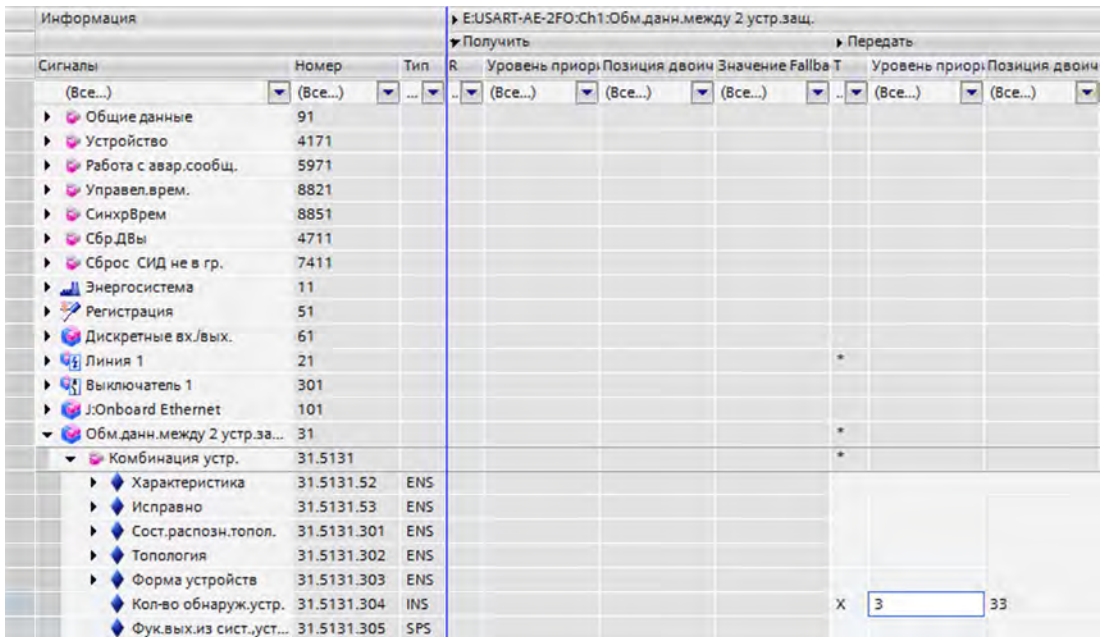 Информация E:USART-AE-2FO:Ch1:Обм.данн.между 2 устр.защ.
Получить Передать
Сигналы Номер Тип R Уровень приор Позиция двоич Значение Fallba T Уровень приор Позиция двоич
(Все...) (Все...) ... .. (Все...) (Все...) (Все...) .. (Все...) (Все...)
Общие данные 91
Устройство 4171
Работа с авар.сообщ. 5971
Управел.врем. 8821
СинхрВрем 8851
Сбр.ДВы 4711
Сброс СИД не в гр. 7411
Энергосистема 11
Регистрация 51
Дискретные вх./вых. 61
Линия 1 21 *
Выключатель 1 301
J:Onboard Ethernet 101
Обм.данн.между 2 устр.за... 31 *
Комбинация устр. 31.5131 *
Характеристика 31.5131.52 ENS
Исправно 31.5131.53 ENS
Сост.распозн.топол. 31.5131.301 ENS
Топология 31.5131.302 ENS
Форма устройств 31.5131.303 ENS
Кол-во обнаруж.устр. 31.5131.304 INS X 3 33
Фук.вых.из сист.,уст... 31.5131.305 SPS